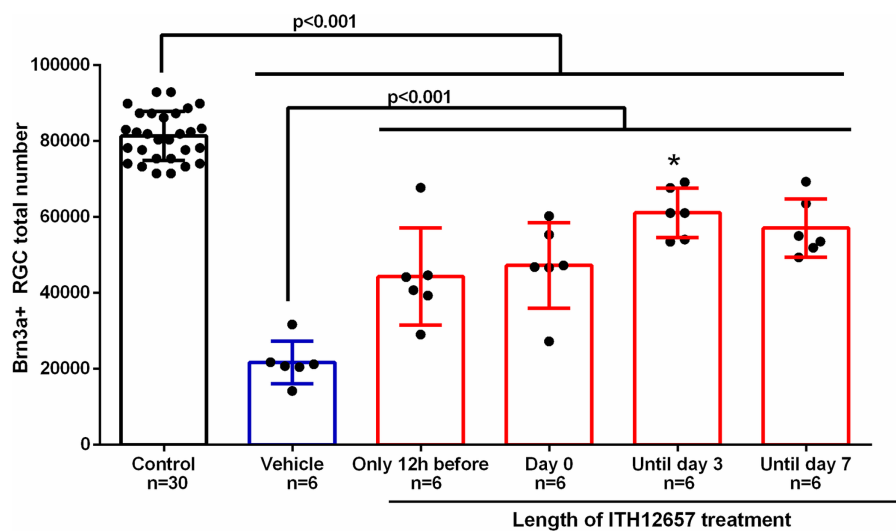 p<0.001
p<0.001
*
Brn3a+ RGC total number
100000
80000
60000
40000
20000
0
Control
n=30
Vehicle
n=6
Only 12h before
n=6
Day 0
n=6
Until day 3
n=6
Until day 7
n=6
Length of ITH12657 treatment